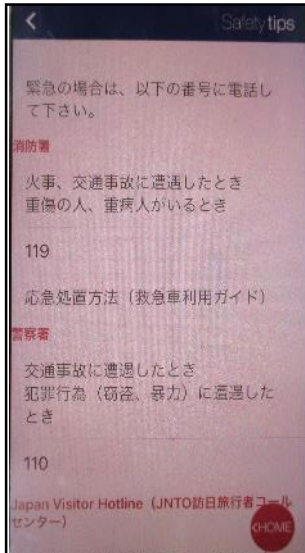 Safety tips
緊急の場合は、以下の番号に電話し
て下さい。
消防署
火事、交通事故に遭遇したとき
重傷の人、重病人がいるとき
119
応急処置方法（救急車利用ガイド）
警察署
交通事故に遭遇したとき
犯罪行為（窃盗、暴力）に遭遇した
とき
110
Japan Visitor Hotline（JNTO訪日旅行者コール
センター）
HOME